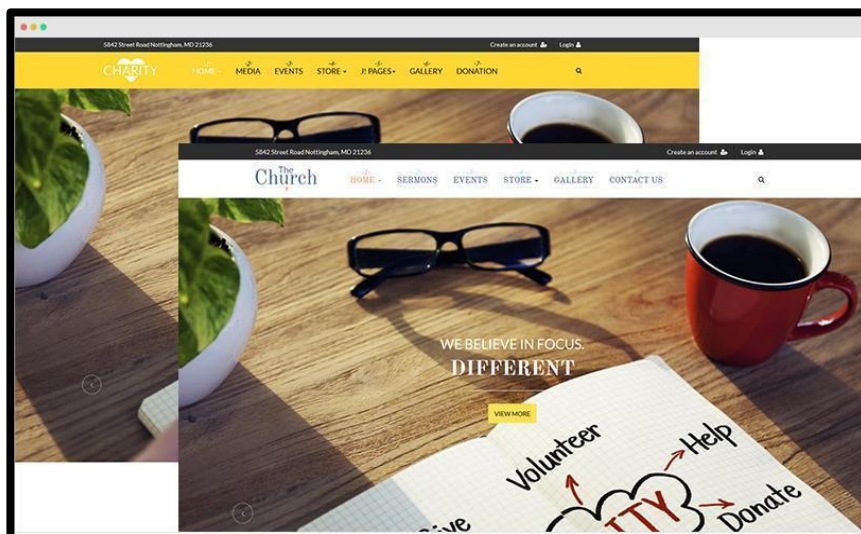 5842 Street Road Nottingham, MD 21236 Create an account Login
CHARITY HOME MEDIA EVENTS STORE J! PAGES GALLERY DONATION
5842 Street Road Nottingham, MD 21236 Create an account Login
The Church HOME SERMONS EVENTS STORE GALLERY CONTACT US
WE BELIEVE IN FOCUS.
DIFFERENT
VIEW MORE
Volunteer
Help
Donate